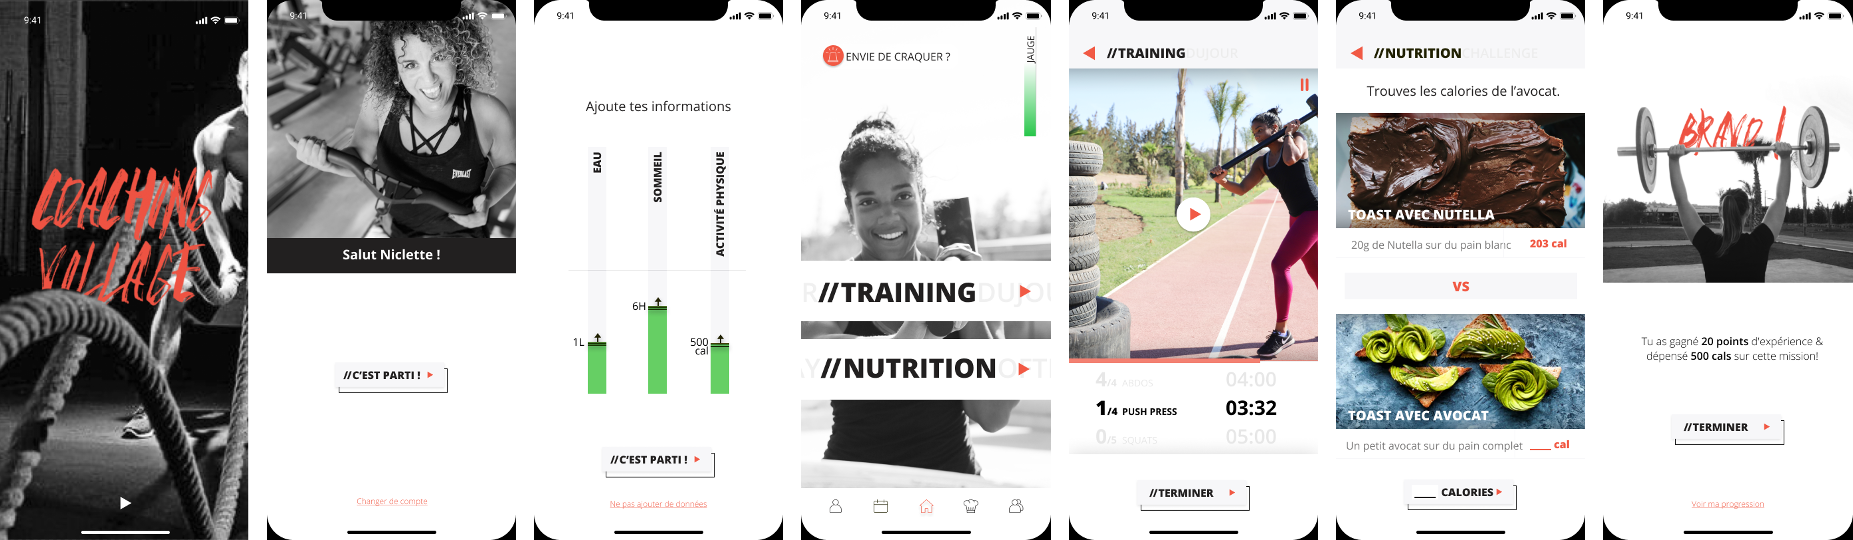 9:41
COACHING
VILLAGE
9:41
EVERLAST
Salut Niclette !
//C'EST PARTI !
Changer de compte
9:41
Ajoute tes informations
EAU
SOMMEIL
ACTIVITÉ PHYSIQUE
1L
6H
500
cal
//C'EST PARTI !
Ne pas ajouter de données
9:41
ENVIE DE CRAQUER ?
JAUGE
//TRAINING DUJOU
//NUTRITION
9:41
//TRAINING DUJOUR
4/4 ABDOS 04:00
1/4 PUSH PRESS 03:32
0/5 SQUATS 05:00
//TERMINER
9:41
//NUTRITION CHALLENGE
Trouves les calories de l'avocat.
TOAST AVEC NUTELLA
20g de Nutella sur du pain blanc 203 cal
VS
TOAST AVEC AVOCAT
Un petit avocat sur du pain complet ____ cal
____ CALORIES
9:41
BRAVO !
Tu as gagné 20 points d'expérience &
dépensé 500 cals sur cette mission!
//TERMINER
Voir ma progression